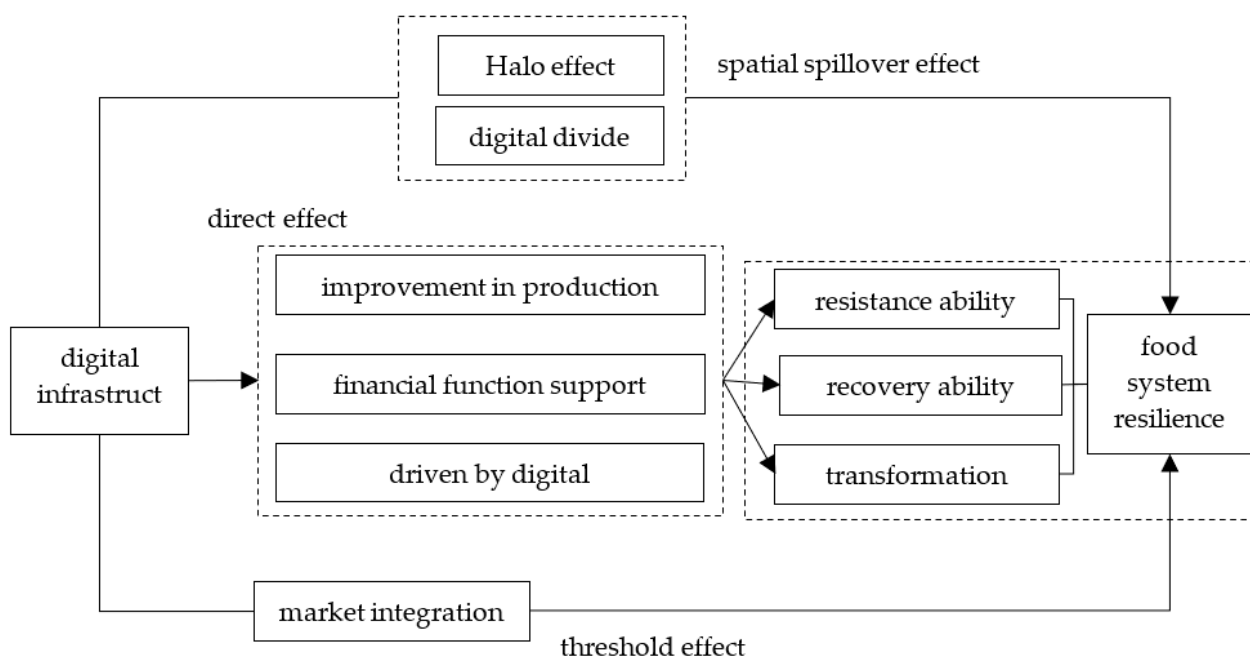 Halo effect
spatial spillover effect
digital divide
direct effect
improvement in production
resistance ability
digital
infrastruct
financial function support
recovery ability
food
system
resilience
driven by digital
transformation
market integration
threshold effect